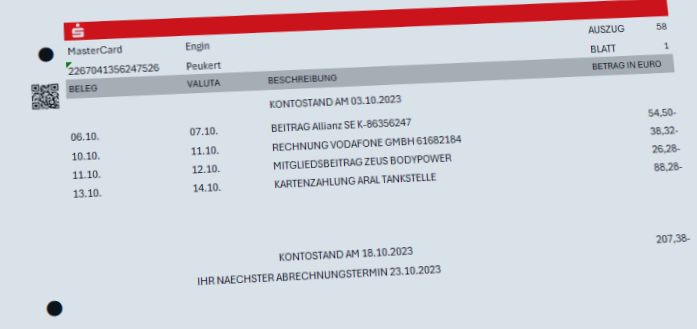 MasterCard Engin AUSZUG 58
2267041356247526 Peukert BLATT 1
BELEG VALUTA BESCHREIBUNG BETRAG IN EURO
KONTOSTAND AM 03.10.2023
06.10. 07.10. BEITRAG Allianz SE K-86356247 54,50-
10.10. 11.10. RECHNUNG VODAFONE GMBH 61682184 38,32-
11.10. 12.10. MITGLIEDSBEITRAG ZEUS BODYPOWER 26,28-
13.10. 14.10. KARTENZAHLUNG ARAL TANKSTELLE 88,28-
KONTOSTAND AM 18.10.2023 207,38-
IHR NAECHSTER ABRECHNUNGSTERMIN 23.10.2023